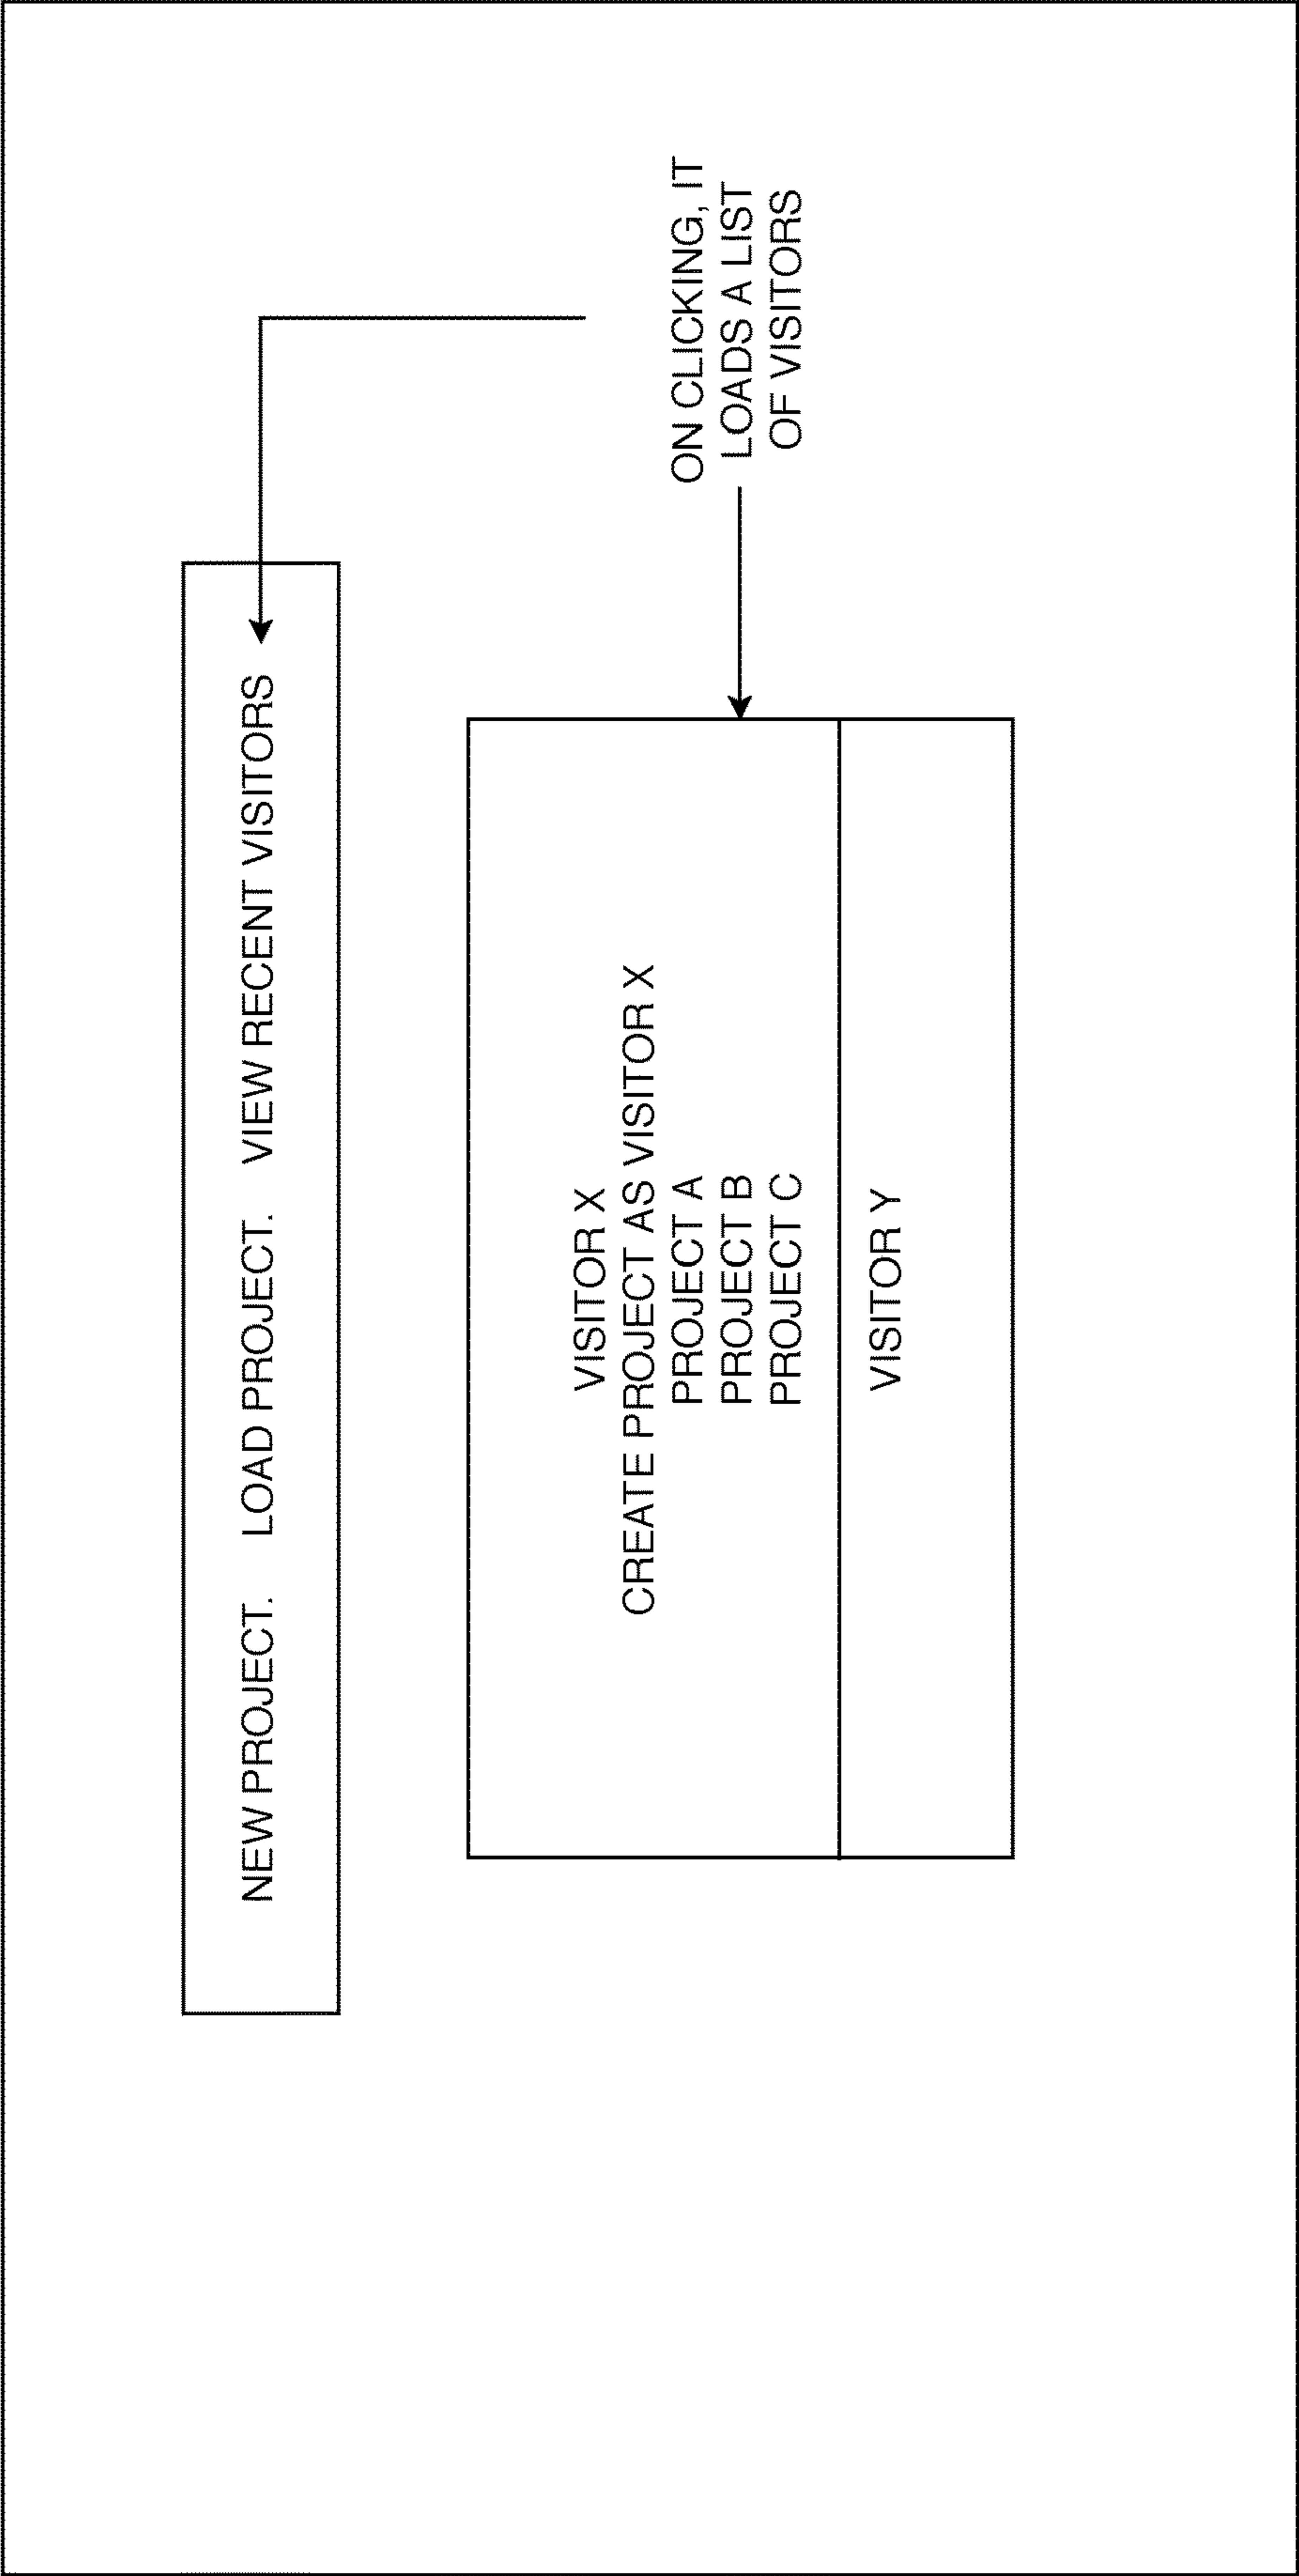 NEW PROJECT. LOAD PROJECT. VIEW RECENT VISITORS
VISITOR X
CREATE PROJECT AS VISITOR X
PROJECT A
PROJECT B
PROJECT C
VISITOR Y
ON CLICKING, IT
LOADS A LIST
OF VISITORS